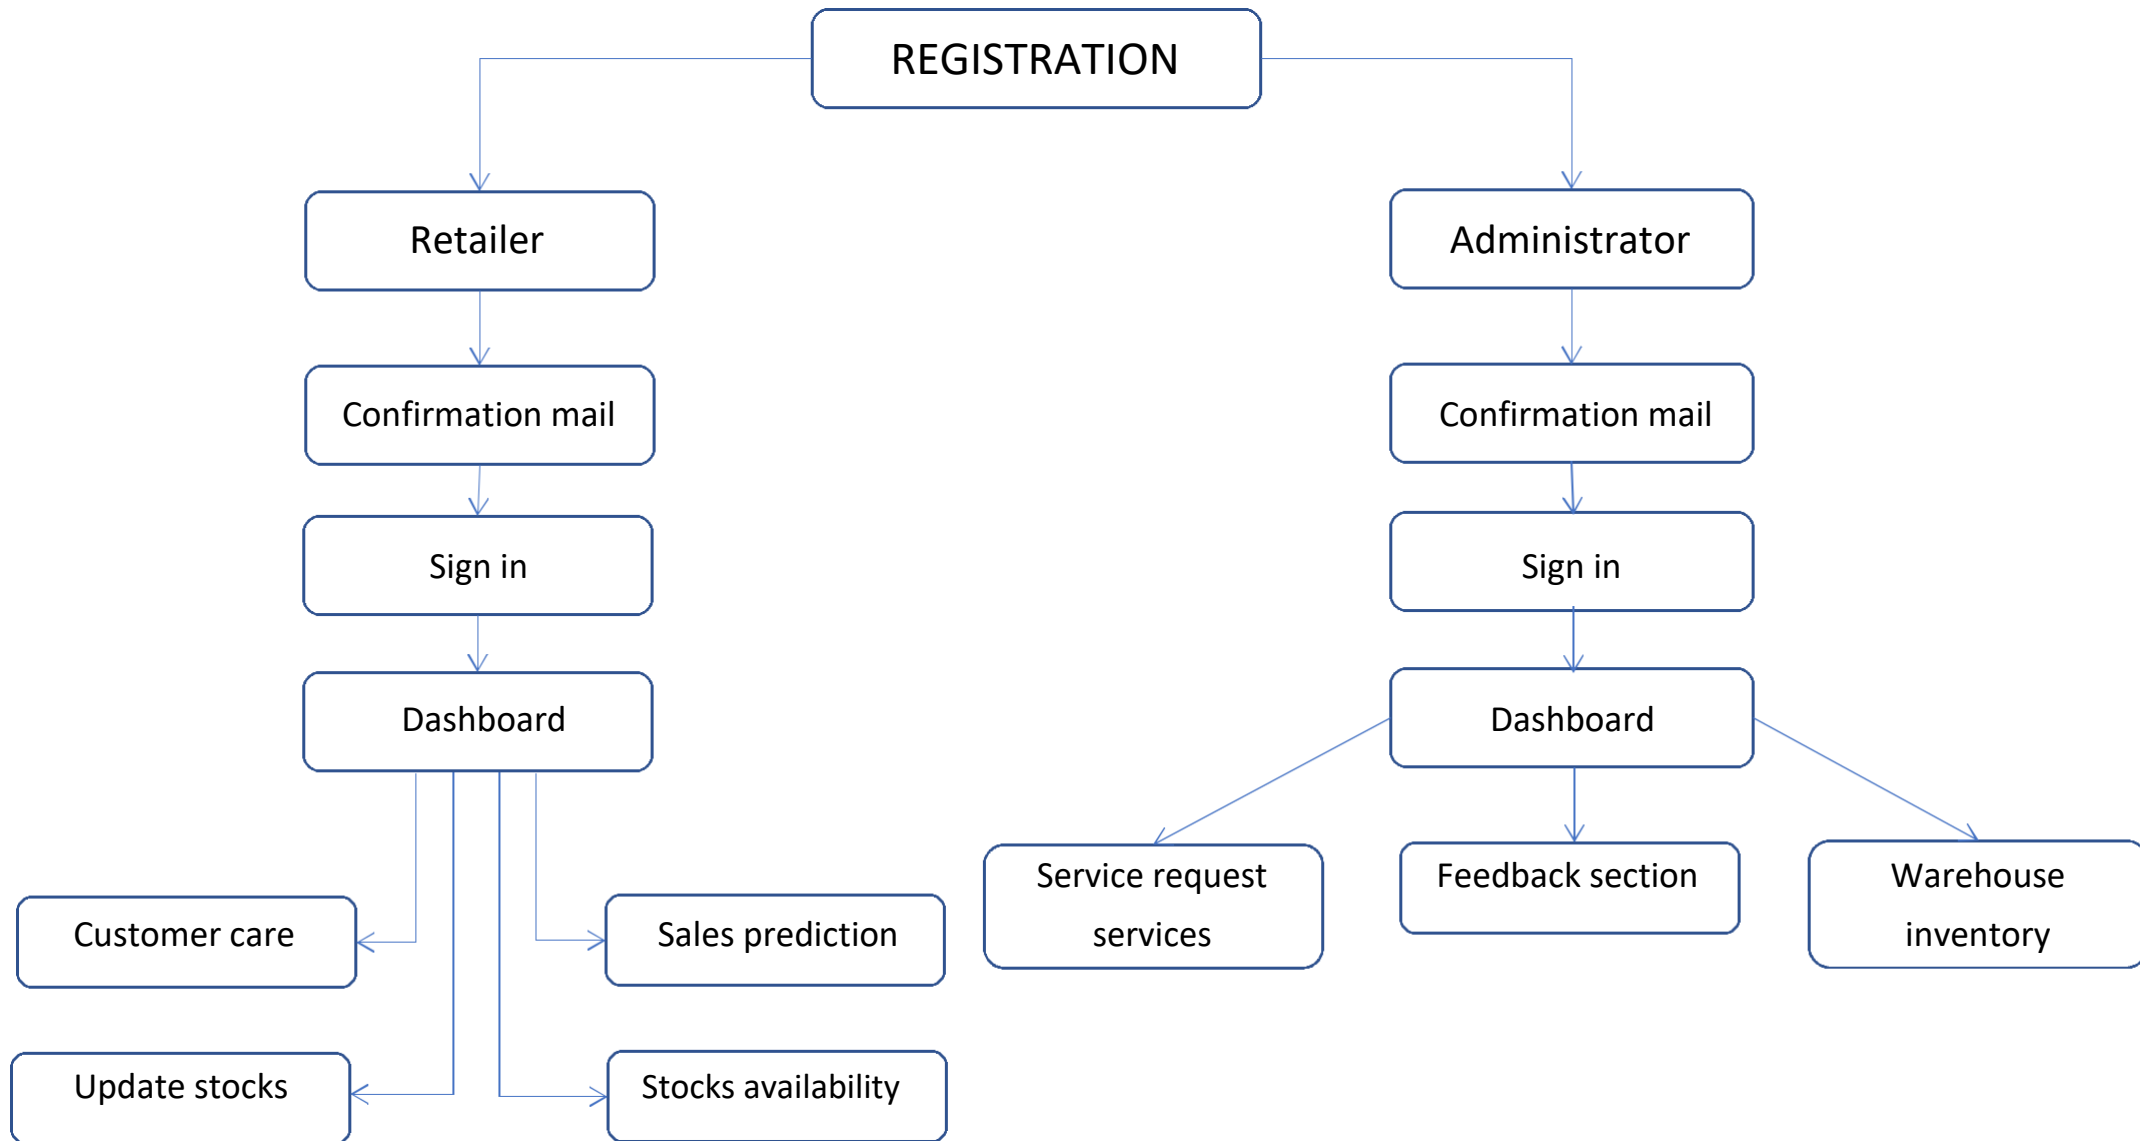 REGISTRATION
Retailer
Administrator
Confirmation mail
Confirmation mail
Sign in
Sign in
Dashboard
Dashboard
Service request
services
Feedback section
Warehouse
inventory
Customer care
Sales prediction
Update stocks
Stocks availability